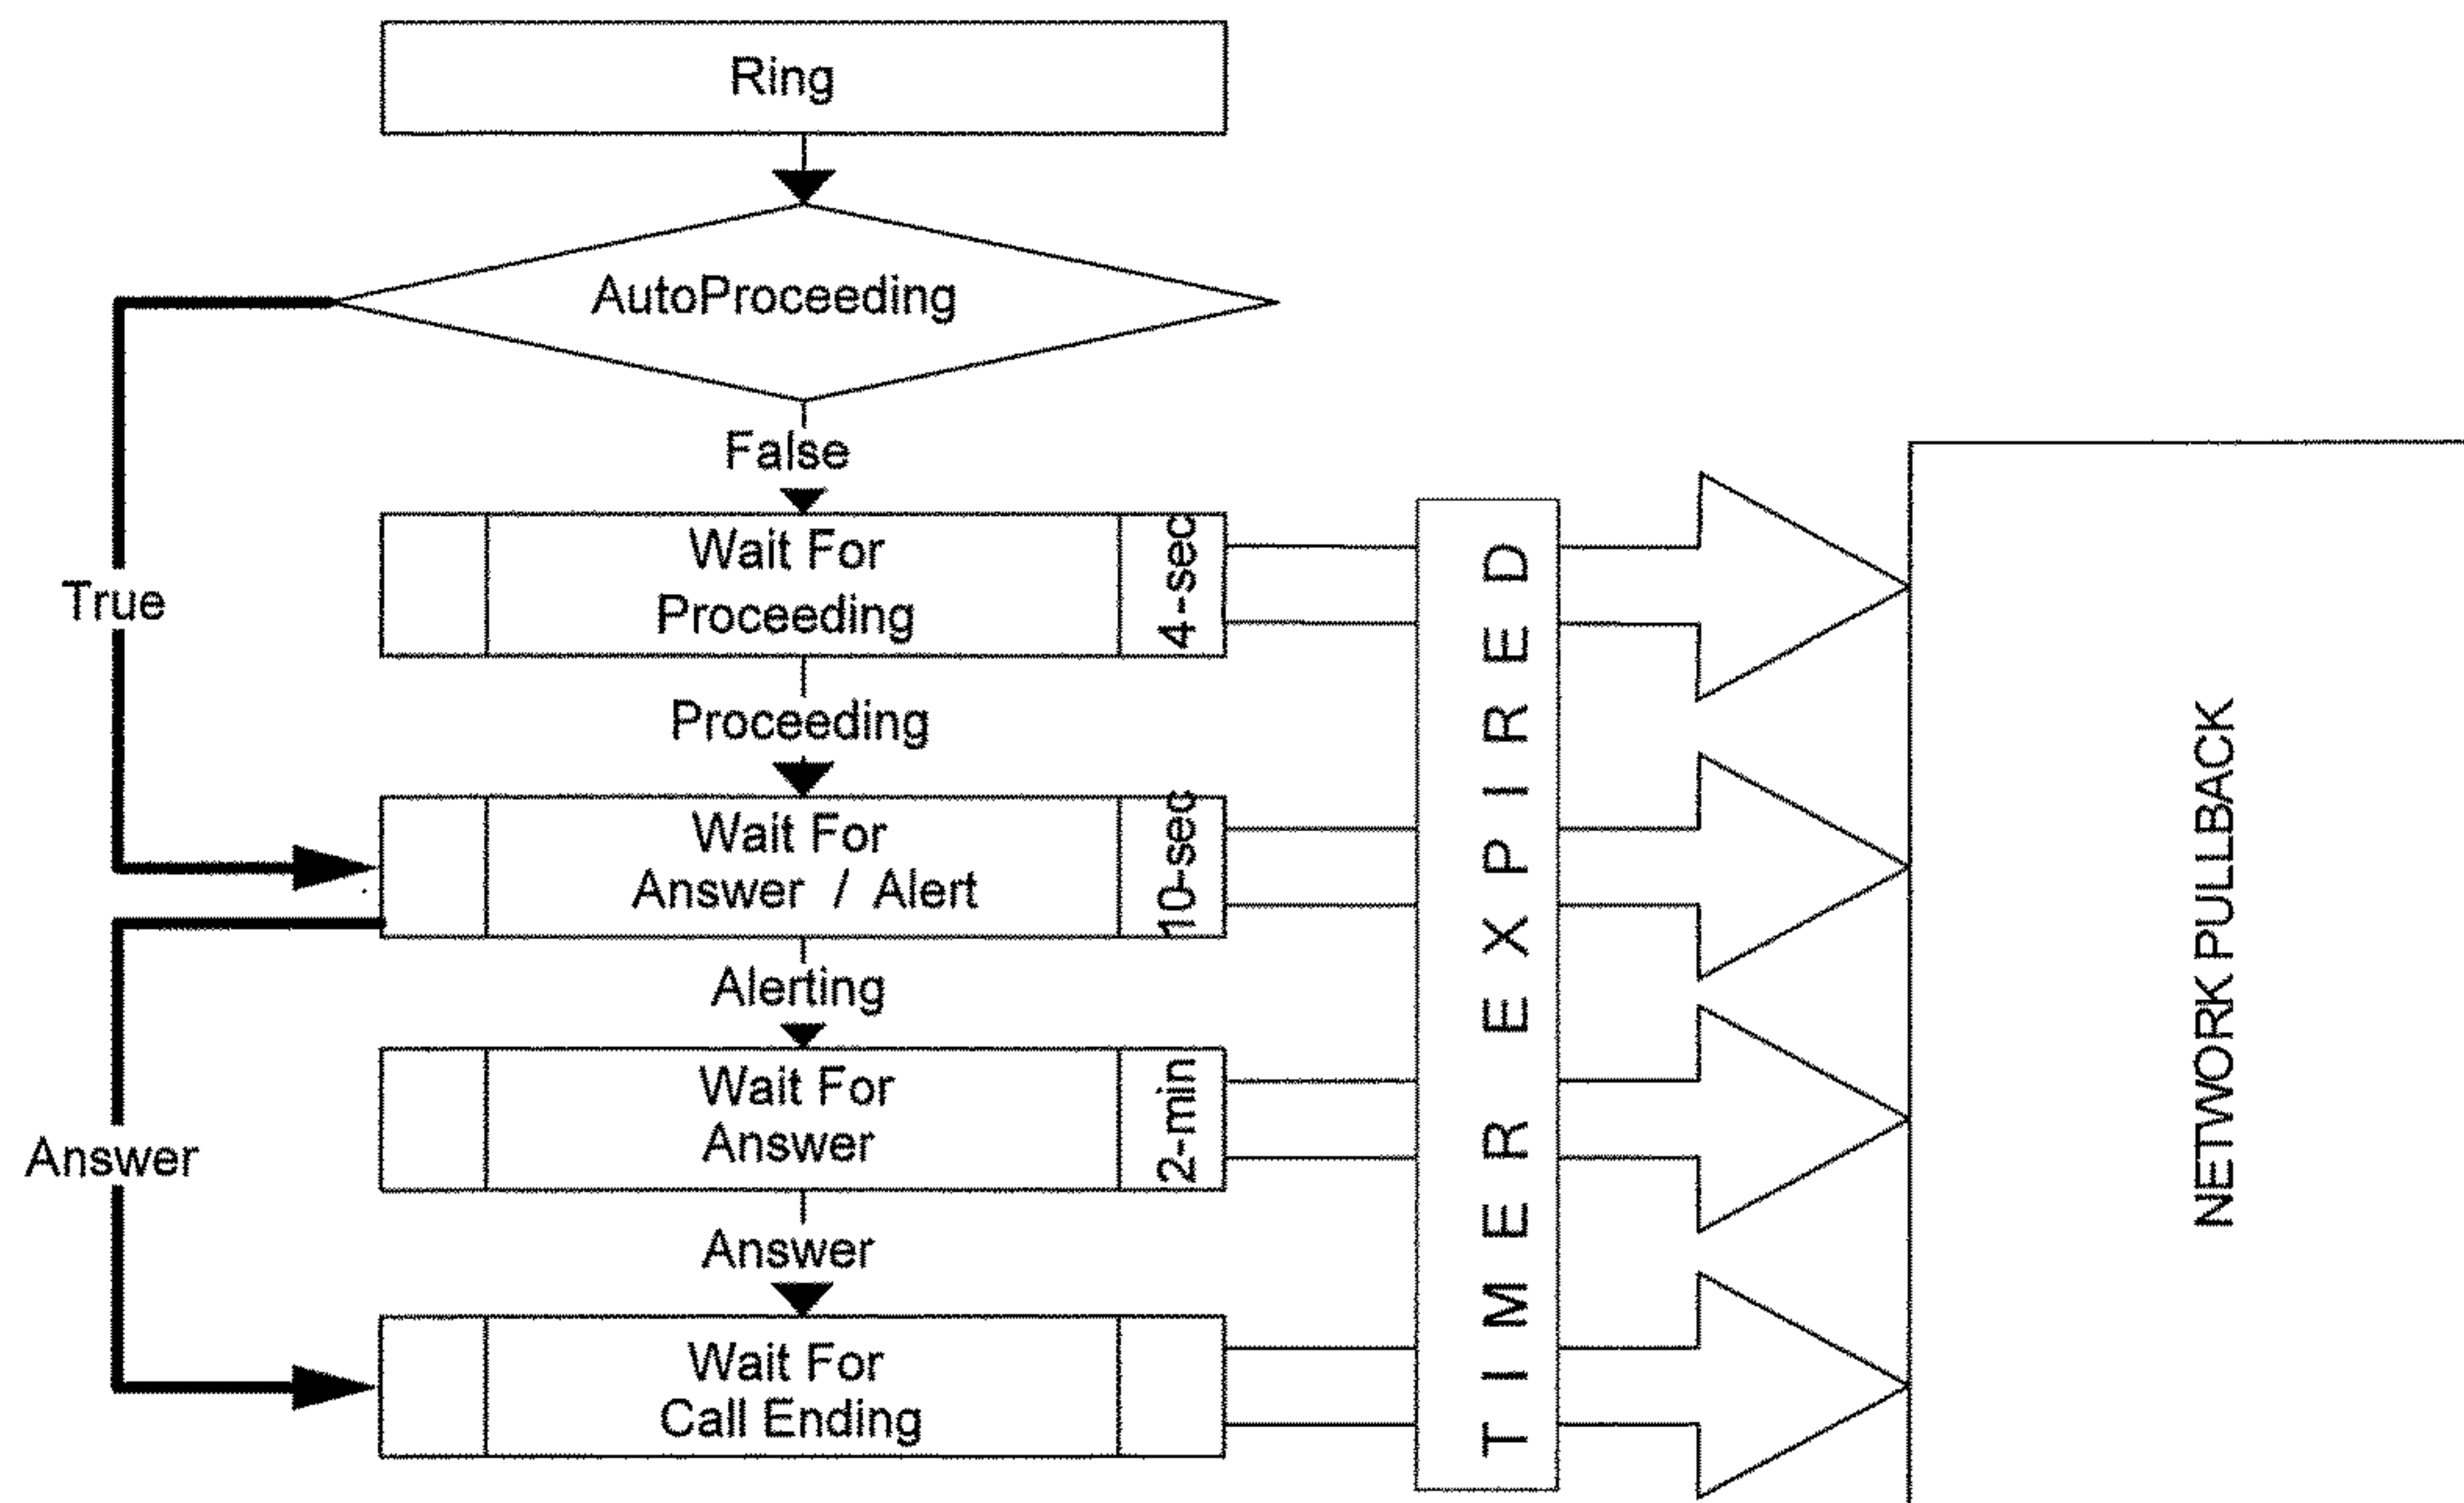 Ring
AutoProceeding
False
Wait For
Proceeding
4-sec
True
Proceeding
Wait For
Answer / Alert
10-sec
Alerting
Wait For
Answer
2-min
Answer
Answer
Wait For
Call Ending
TIMER EXPIRED
NETWORK PULLBACK